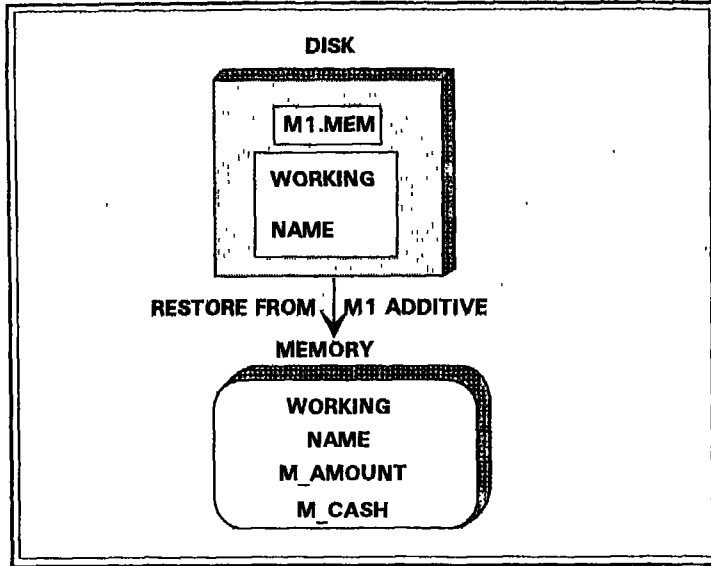 DISK
M1.MEM
WORKING
NAME
RESTORE FROM M1 ADDITIVE
MEMORY
WORKING
NAME
M_AMOUNT
M_CASH